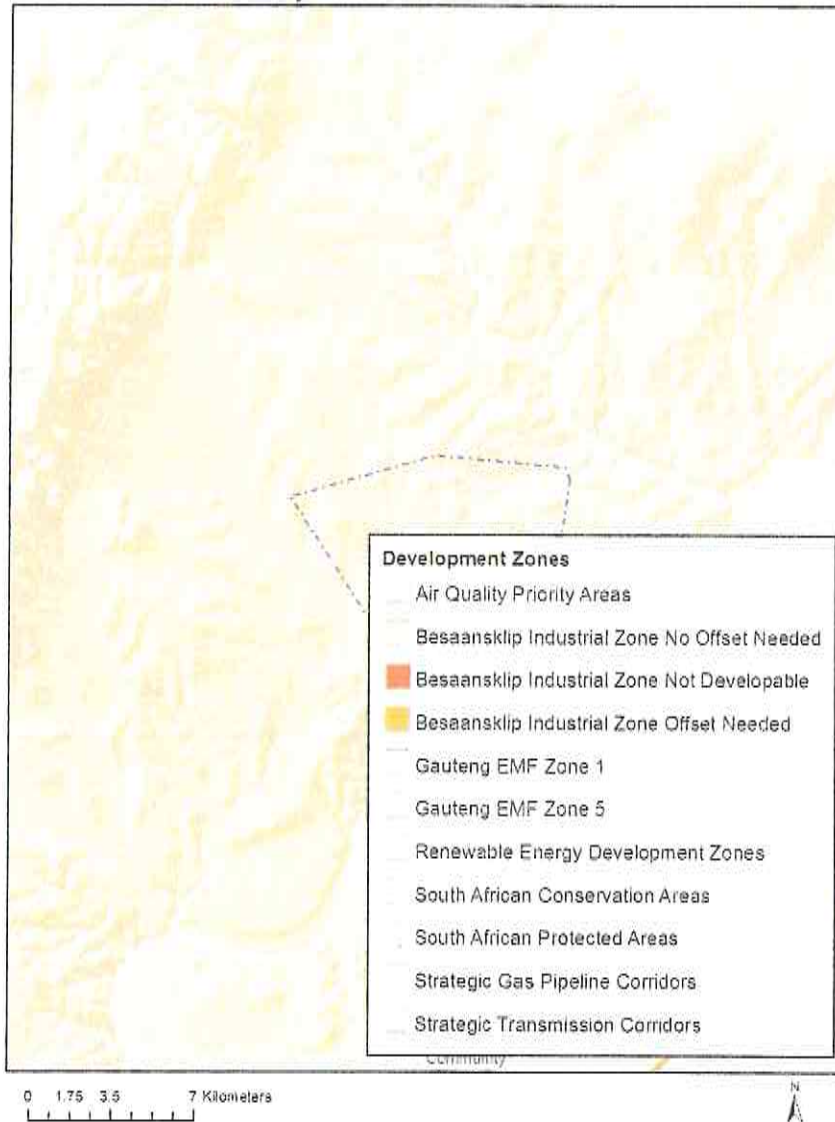 Development Zones
Air Quality Priority Areas
Besaansklip Industrial Zone No Offset Needed
Besaansklip Industrial Zone Not Developable
Besaansklip Industrial Zone Offset Needed
Gauteng EMF Zone 1
Gauteng EMF Zone 5
Renewable Energy Development Zones
South African Conservation Areas
South African Protected Areas
Strategic Gas Pipeline Corridors
Strategic Transmission Corridors
Community
0 1.75 3.5 7 Kilometers
N